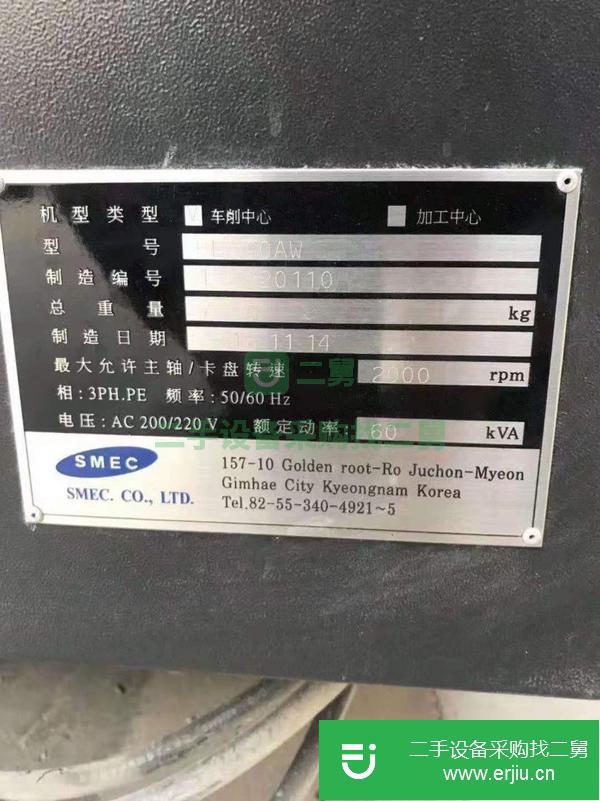 机型类型 车削中心 加工中心
型号 0AW
制造编号 20110
总重量 kg
制造日期 11 14
最大允许主轴/卡盘转速 2000 rpm
相:3PH.PE 频率:50/60 Hz
电压:AC 200/220 V 额定动率 60 kVA
二舅
二手设备采购找二舅
SMEC
SMEC. CO., LTD.
157-10 Golden root-Ro Juchon-Myeon
Gimhae City Kyeongnam Korea
Tel.82-55-340-4921~5
二手设备采购找二舅
www.erjiu.cn